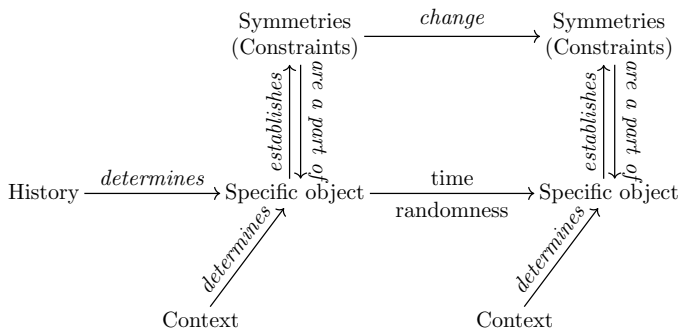 Symmetries
(Constraints)
change
Symmetries
(Constraints)
establishes
are a part of
establishes
are a part of
History
determines
Specific object
time
randomness
Specific object
determines
determines
Context
Context